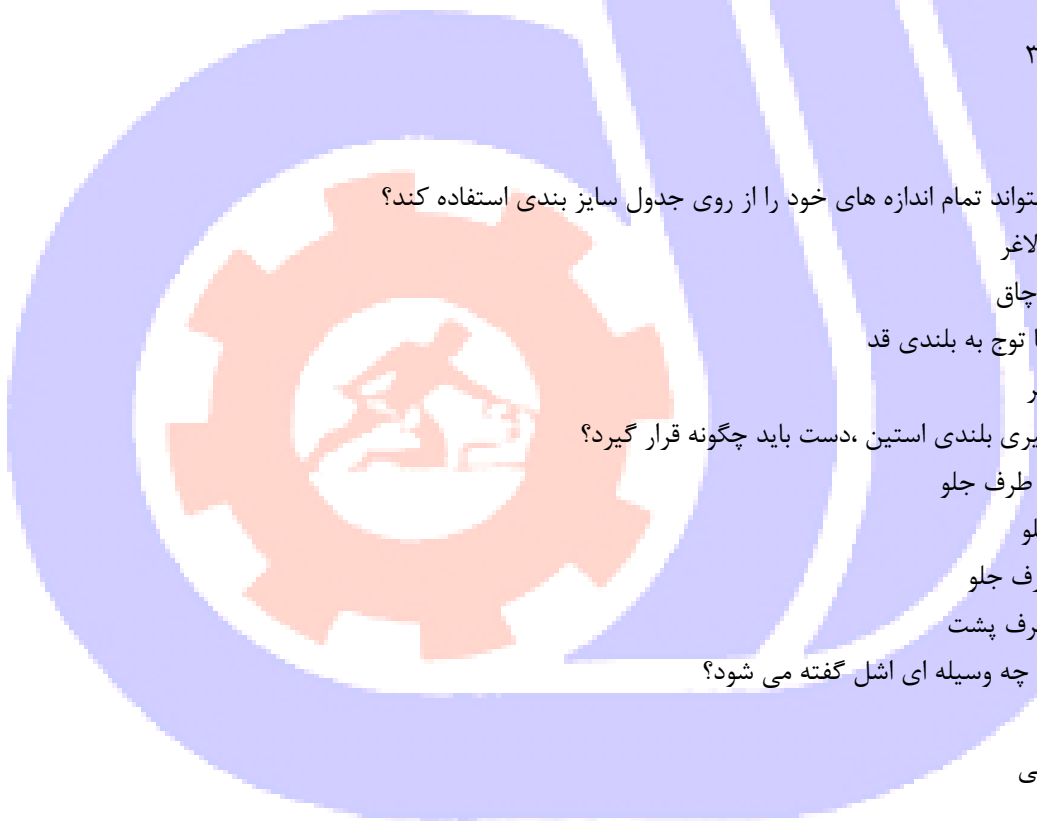 ۳
تواند تمام اندازه های خود را از روی جدول سایز بندی استفاده کند؟
لاغر
چاق
توج به بلندی قد
ر
یری بلندی استین ،دست باید چگونه قرار گیرد؟
طرف جلو
لو
رف جلو
رف پشت
چه وسیله ای اشل گفته می شود؟
ی